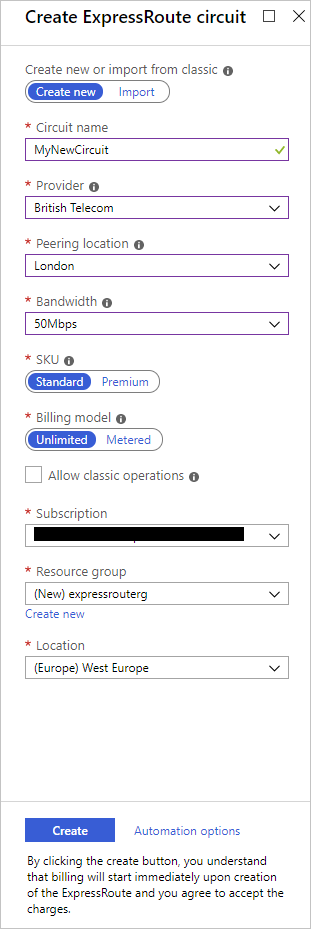 Create ExpressRoute circuit
Create new or import from classic
Create new Import
* Circuit name
MyNewCircuit
* Provider
British Telecom
* Peering location
London
* Bandwidth
50Mbps
* SKU
Standard Premium
* Billing model
Unlimited Metered
Allow classic operations
* Subscription
* Resource group
(New) expressrouterg
Create new
* Location
(Europe) West Europe
Create Automation options
By clicking the create button, you understand
that billing will start immediately upon creation
of the ExpressRoute and you agree to accept the
charges.